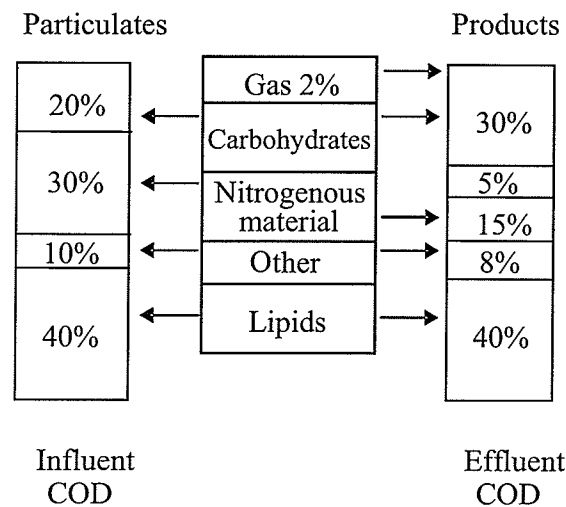 Particulates
Products
20%
30%
10%
40%
Gas 2%
Carbohydrates
Nitrogenous
material
Other
Lipids
30%
5%
15%
8%
40%
Influent
COD
Effluent
COD